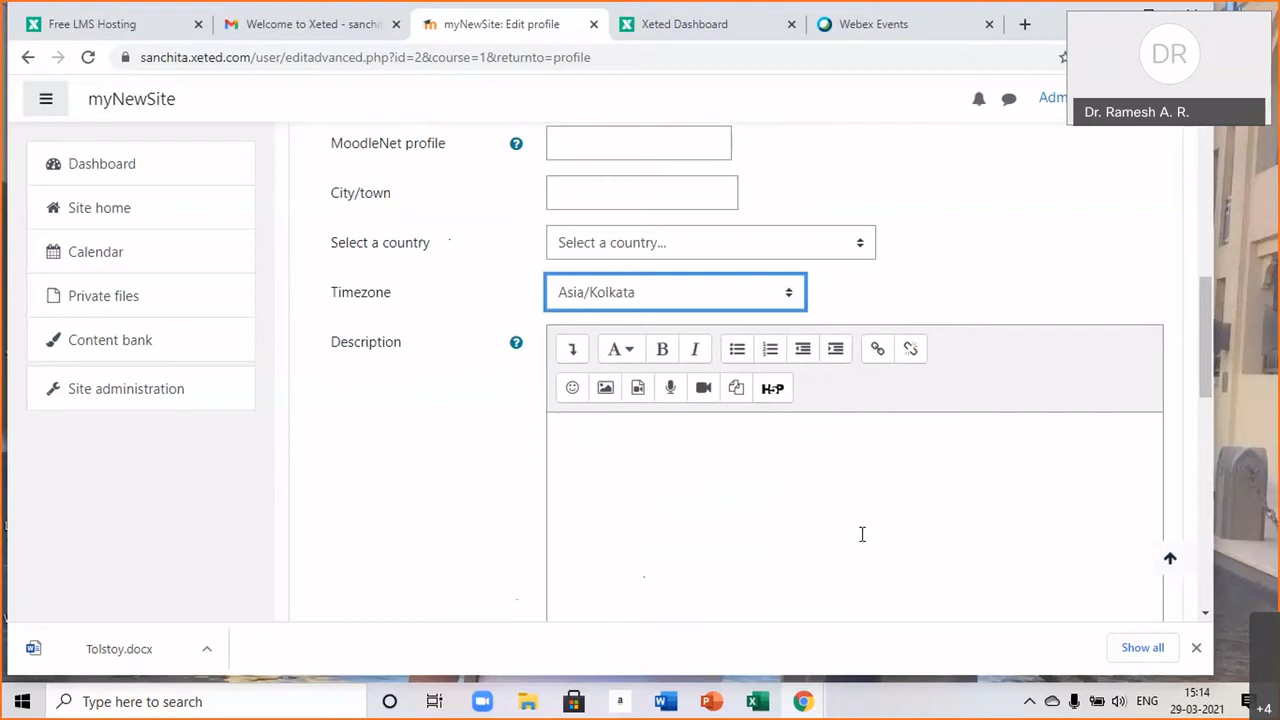 Free LMS Hosting
Welcome to Xeted - sanchit
myNewSite: Edit profile
Xeted Dashboard
Webex Events
sanchita.xeted.com/user/editadvanced.php?id=2&course=1&returnto=profile
DR
Dr. Ramesh A. R.
myNewSite
Adm
Dashboard
Site home
Calendar
Private files
Content bank
Site administration
MoodleNet profile
City/town
Select a country
Select a country...
Timezone
Asia/Kolkata
Description
A
B
I
H5P
Tolstoy.docx
Show all
Type here to search
a
ENG
15:14
29-03-2021
+4